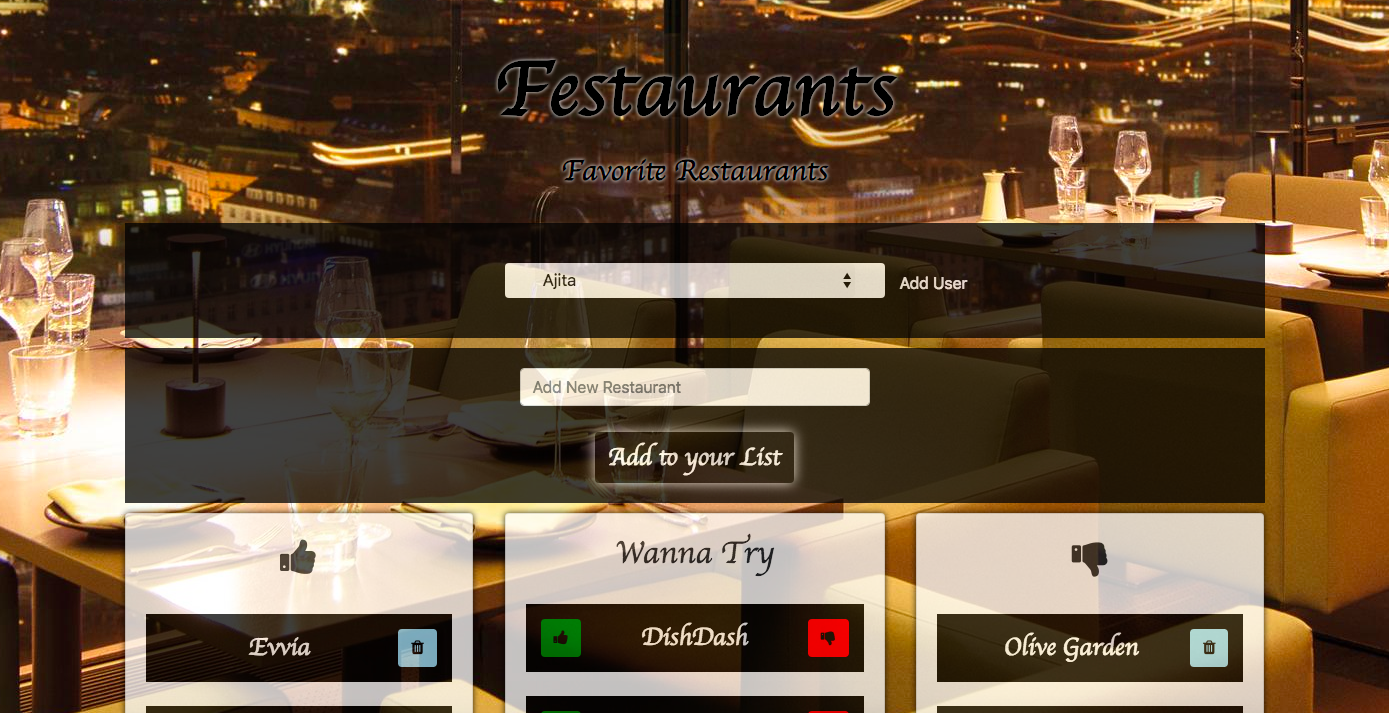 Festaurants
Favorite Restaurants
Ajita
Add User
Add New Restaurant
Add to your List
Wanna Try
Evvia
DishDash
Olive Garden